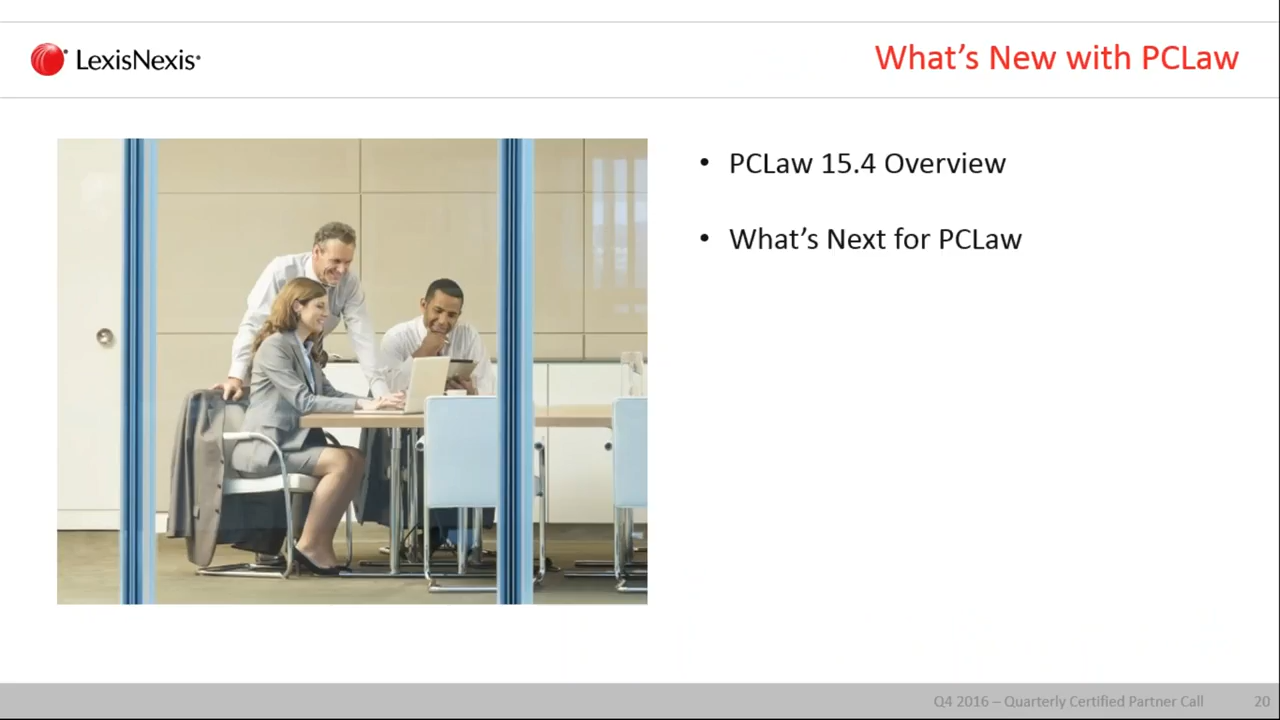 LexisNexis®
What's New with PCLaw
• PCLaw 15.4 Overview
• What's Next for PCLaw
Q4 2016 – Quarterly Certified Partner Call 20